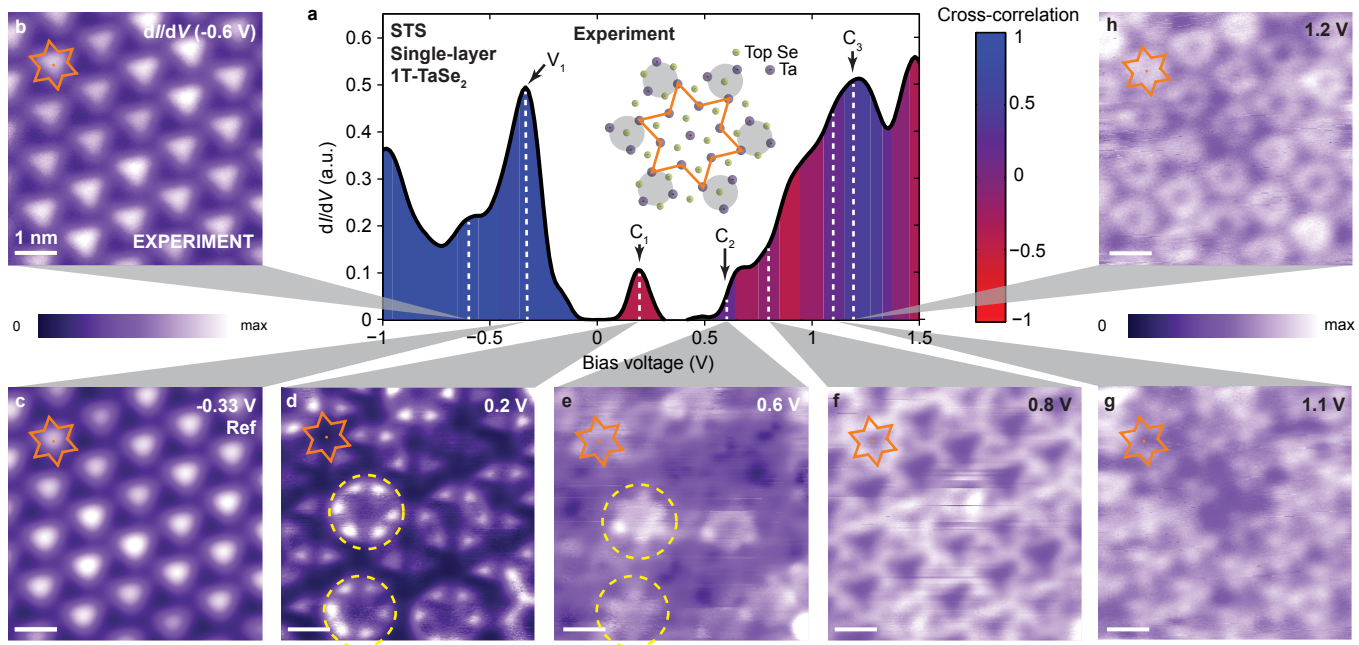 b
dI/dV (-0.6 V)
1 nm
EXPERIMENT
0
max
a
STS
Single-layer
1T-TaSe2
Experiment
Top Se
Ta
V1
C1
C2
C3
dI/dV (a.u.)
0.6
0.5
0.4
0.3
0.2
0.1
0
−1
−0.5
0
0.5
1
1.5
Bias voltage (V)
Cross-correlation
1
0.5
0
−0.5
−1
h
1.2 V
0
max
c
-0.33 V
Ref
d
0.2 V
e
0.6 V
f
0.8 V
g
1.1 V